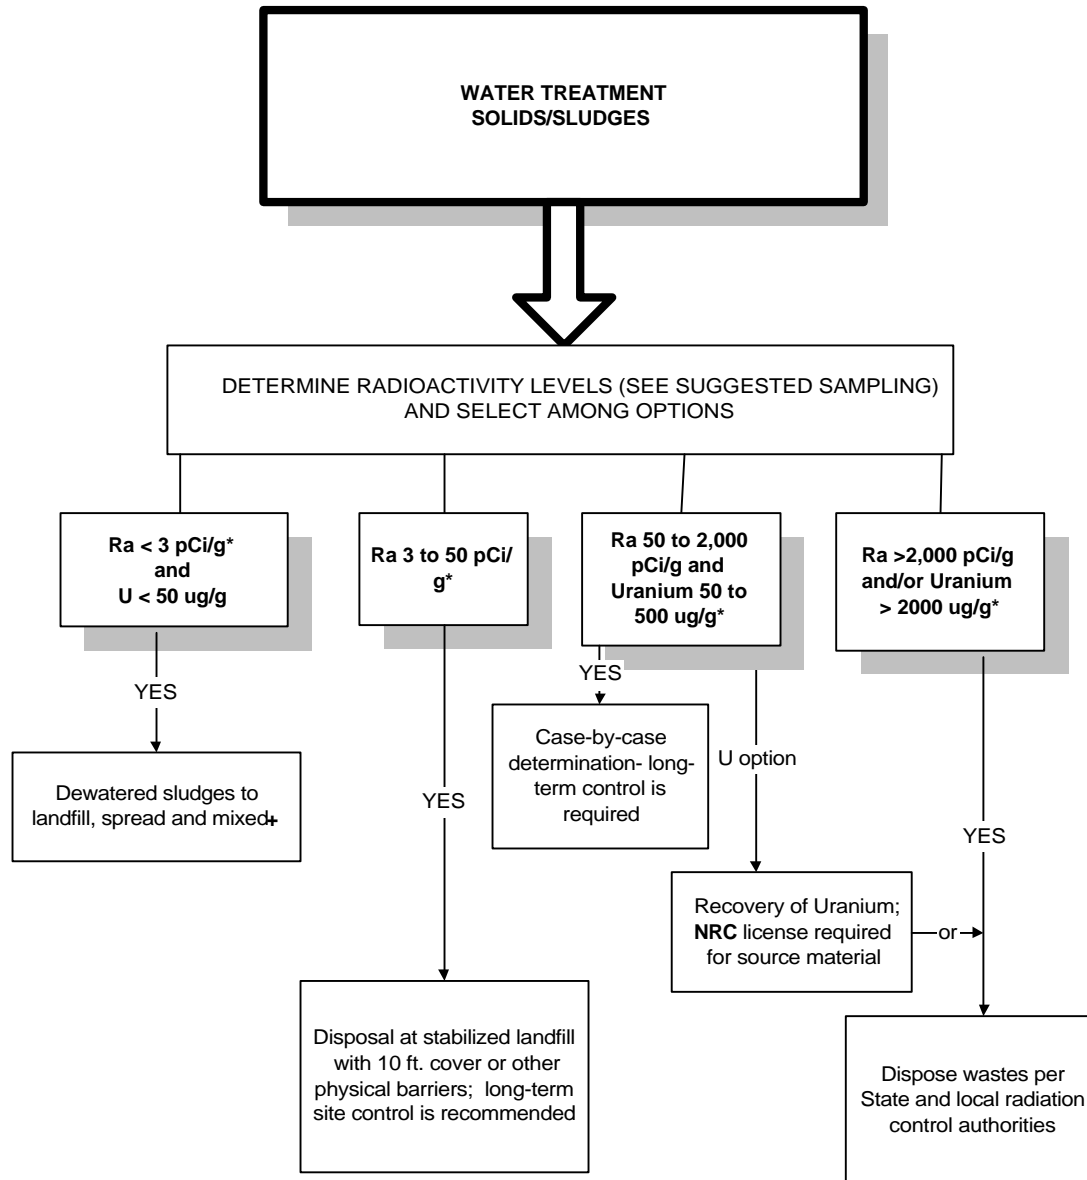 WATER TREATMENT
SOLIDS/SLUDGES
DETERMINE RADIOACTIVITY LEVELS (SEE SUGGESTED SAMPLING)
AND SELECT AMONG OPTIONS
Ra < 3 pCi/g*
and
U < 50 ug/g
Ra 3 to 50 pCi/
g*
Ra 50 to 2,000
pCi/g and
Uranium 50 to
500 ug/g*
Ra >2,000 pCi/g
and/or Uranium
> 2000 ug/g*
YES
Dewatered sludges to
landfill, spread and mixed+
YES
Disposal at stabilized landfill
with 10 ft. cover or other
physical barriers; long-term
site control is recommended
YES
Case-by-case
determination- long-
term control is
required
U option
Recovery of Uranium;
NRC license required
for source material
or
YES
Dispose wastes per
State and local radiation
control authorities